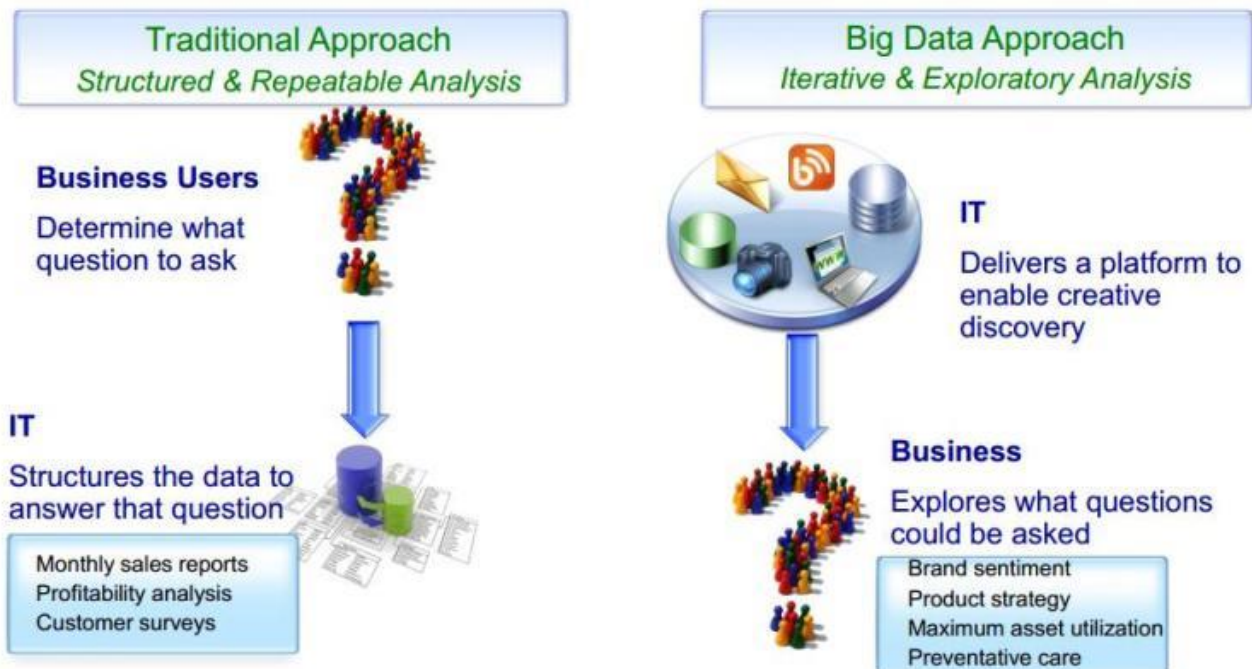 Traditional Approach
Structured & Repeatable Analysis
Business Users
Determine what
question to ask
IT
Structures the data to
answer that question
Monthly sales reports
Profitability analysis
Customer surveys
Big Data Approach
Iterative & Exploratory Analysis
IT
Delivers a platform to
enable creative
discovery
Business
Explores what questions
could be asked
Brand sentiment
Product strategy
Maximum asset utilization
Preventative care